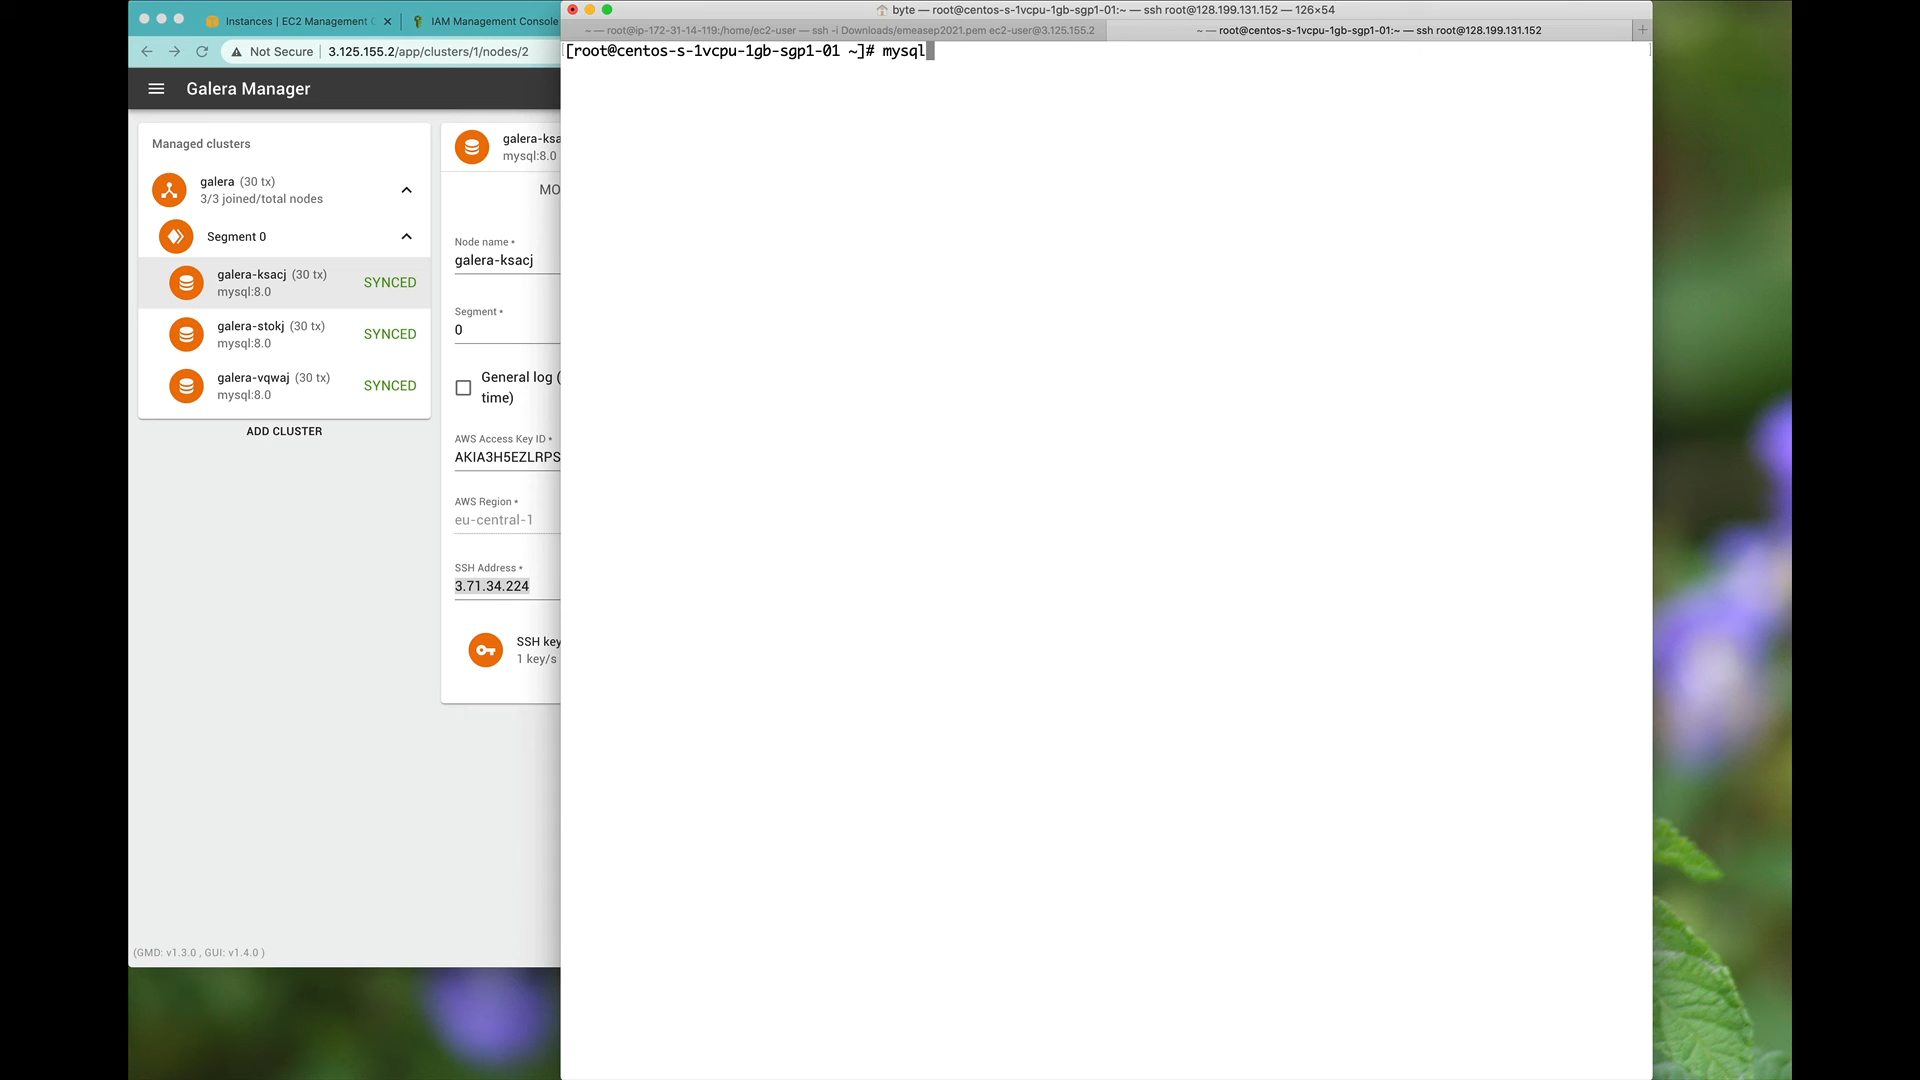 Instances | EC2 Management C
IAM Management Console
Not Secure
3.125.155.2/app/clusters/1/nodes/2
Galera Manager
Managed clusters
galera (30 tx)
3/3 joined/total nodes
Segment 0
galera-ksacj (30 tx)
mysql:8.0
SYNCED
galera-stokj (30 tx)
mysql:8.0
SYNCED
galera-vqwaj (30 tx)
mysql:8.0
SYNCED
ADD CLUSTER
(GMD: v1.3.0 , GUI: v1.4.0 )
galera-ksa
mysql:8.0
MO
Node name *
galera-ksacj
Segment *
0
General log (
time)
AWS Access Key ID *
AKIA3H5EZLRPS
AWS Region *
eu-central-1
SSH Address *
3.71.34.224
SSH key
1 key/s
byte — root@centos-s-1vcpu-1gb-sgp1-01:~ — ssh root@128.199.131.152 — 126×54
~ — root@ip-172-31-14-119:/home/ec2-user — ssh -i Downloads/emeasep2021.pem ec2-user@3.125.155.2
~ — root@centos-s-1vcpu-1gb-sgp1-01:~ — ssh root@128.199.131.152
[root@centos-s-1vcpu-1gb-sgp1-01 ~]# mysql